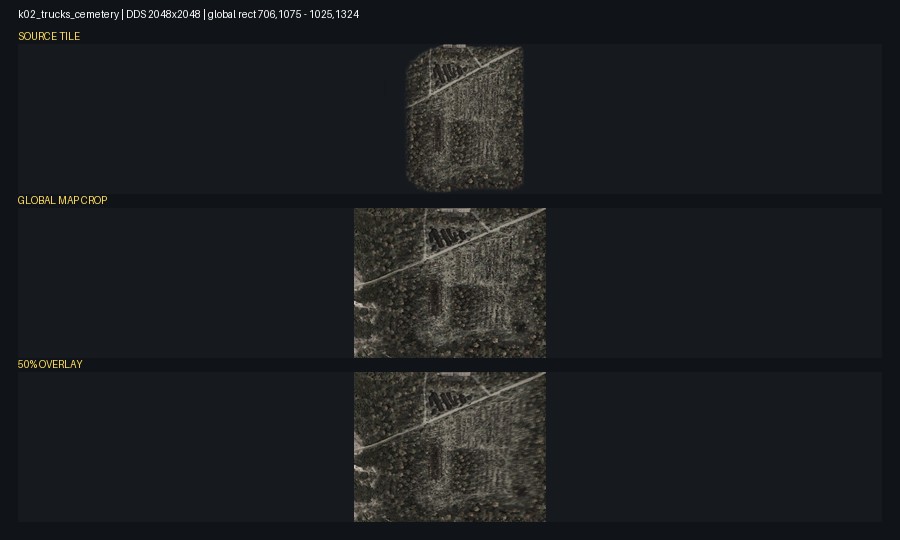 k02_trucks_cemetery | DDS 2048x2048 | global rect 706,1075 - 1025,1324
SOURCE TILE
GLOBAL MAP CROP
50% OVERLAY